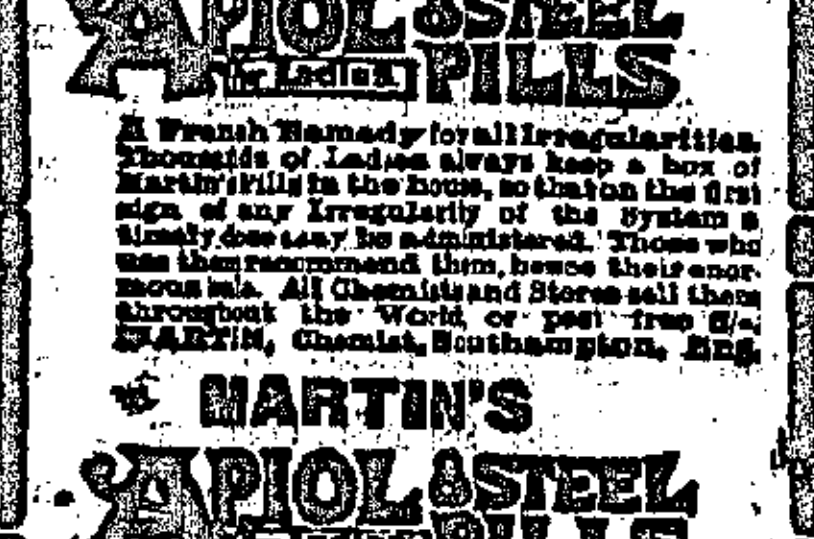 APIOL & STEEL
for Ladies. PILLS
A French Remedy for all Irregularities.
Thousands of Ladies always keep a box of
Martin's Pills in the house, so that on the first
sign of any Irregularity of the System a
timely dose may be administered. Those who
use them recommend them, hence their enor-
mous sale. All Chemists and Stores sell them
throughout the World, or post free
MARTIN, Chemist, Southampton, Eng.
MARTIN'S
APIOL & STEEL
PILLS